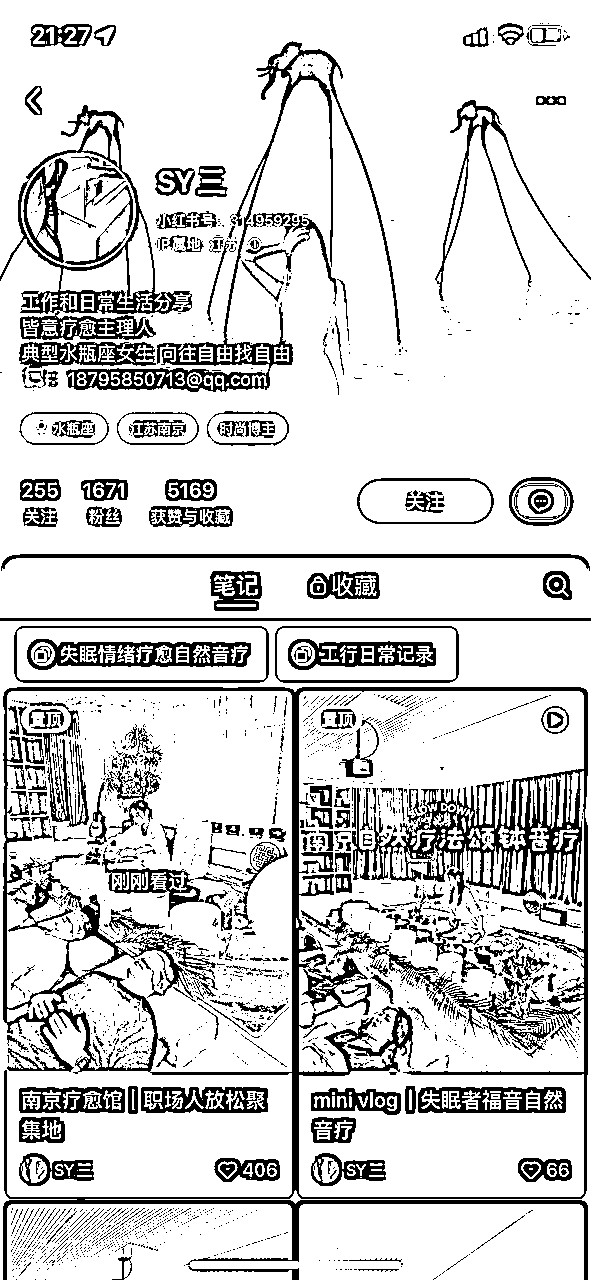 21:27
SY三
小红书号: 314959295
IP属地: 江苏
工作和日常生活分享
皆意疗愈主理人
典型水瓶座女生|向往自由找自由
18795850713@qq.com
水瓶座
江苏南京
时尚博主
255
1671
5169
关注
粉丝
获赞与收藏
关注
笔记
收藏
失眠情绪疗愈自然音疗
工行日常记录
置顶
刚刚看过
南京疗愈馆 | 职场人放松聚
集地
SY三
406
置顶
SLOW DOWN
南京自然疗法颂钵音疗
mini vlog | 失眠者福音自然
音疗
SY三
66